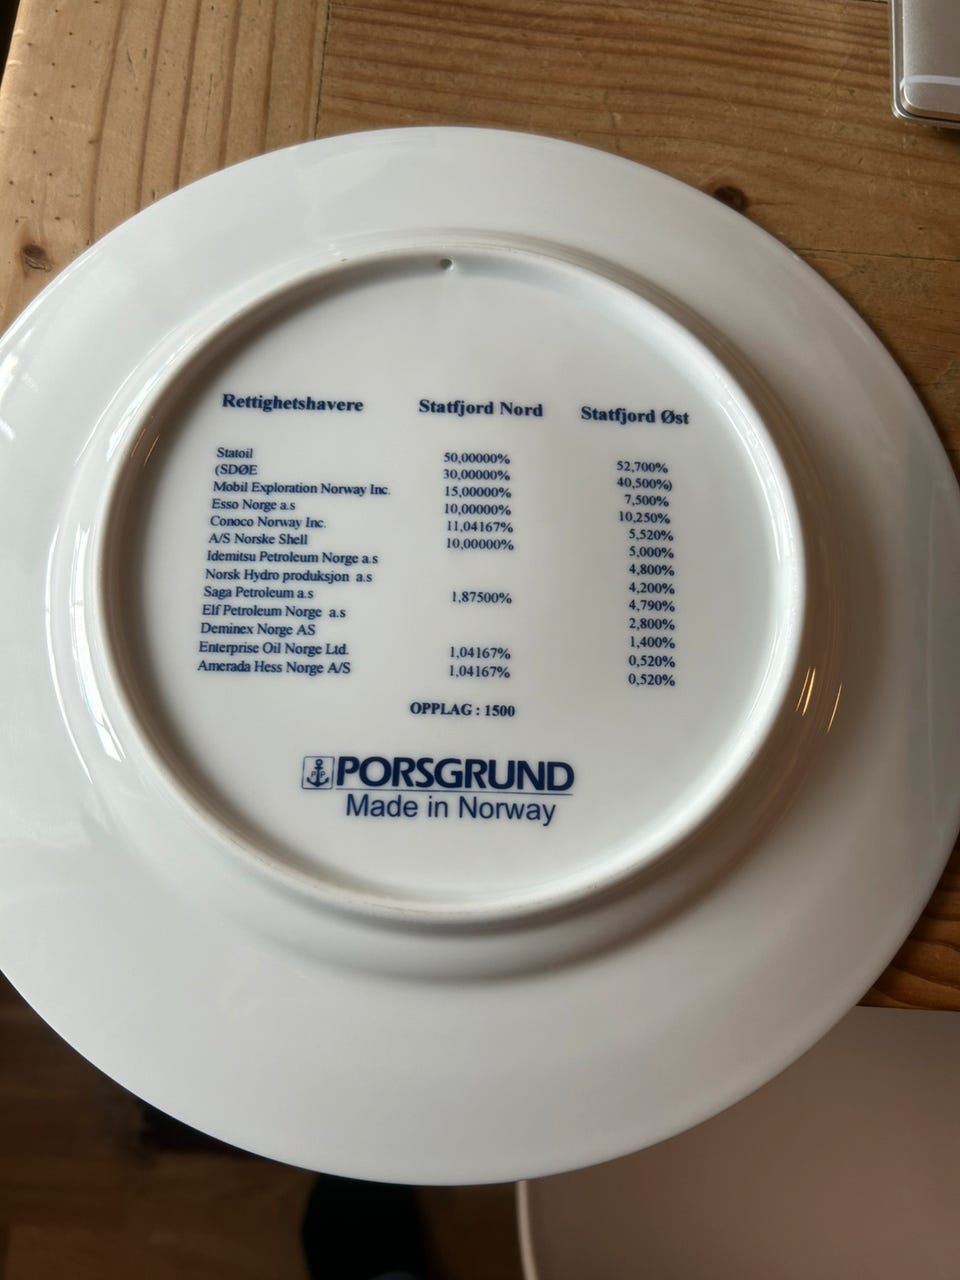 Rettighetshavere Statfjord Nord Statfjord Øst
Statoil 50,00000% 52,700%
(SDØE 30,00000% 40,500%)
Mobil Exploration Norway Inc. 15,00000% 7,500%
Esso Norge a.s 10,00000% 10,250%
Conoco Norway Inc. 11,04167% 5,520%
A/S Norske Shell 10,00000% 5,000%
Idemitsu Petroleum Norge a.s 4,800%
Norsk Hydro produksjon a.s 4,200%
Saga Petroleum a.s 1,87500% 4,790%
Elf Petroleum Norge a.s 2,800%
Deminex Norge AS 1,400%
Enterprise Oil Norge Ltd. 1,04167% 0,520%
Amerada Hess Norge A/S 1,04167% 0,520%
OPPLAG : 1500
P P PORSGRUND
Made in Norway